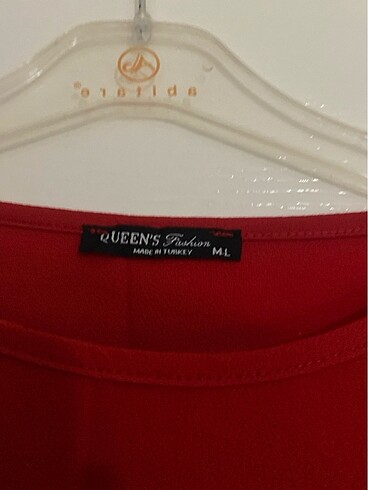 QUEEN'S Fashion
MADE IN TURKEY M-L